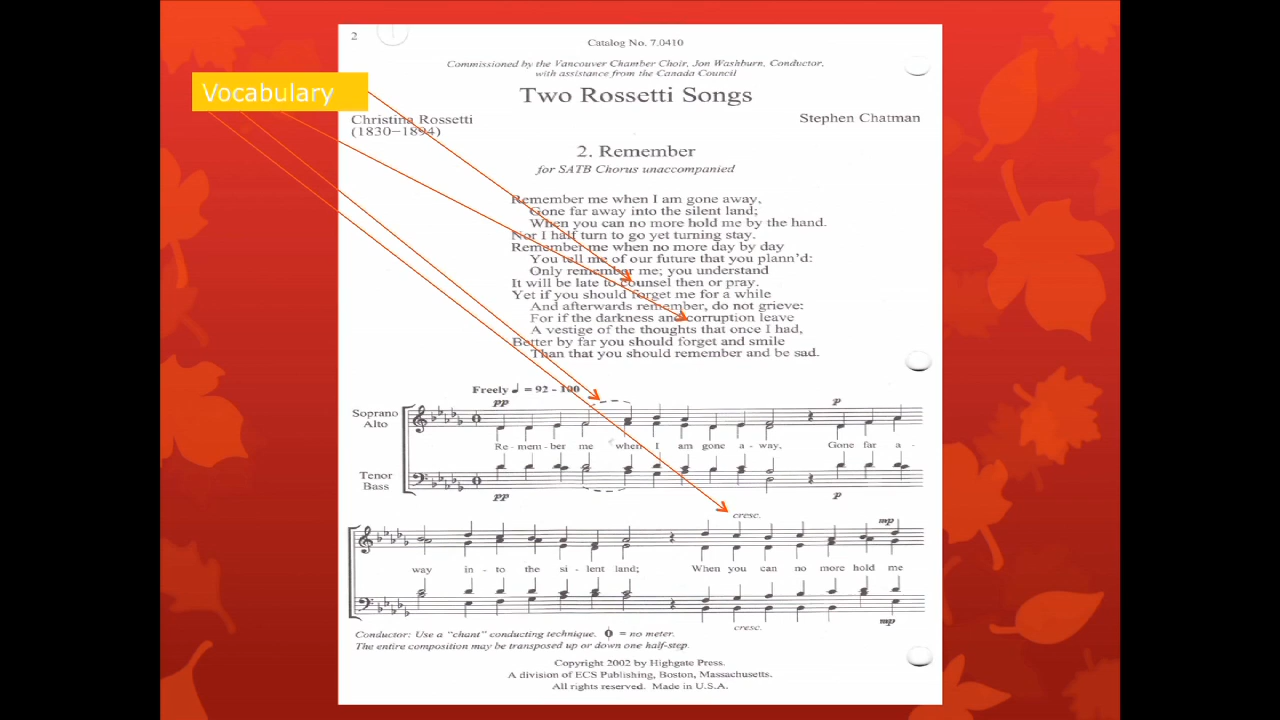 2
Catalog No. 7.0410
Commissioned by the Vancouver Chamber Choir, Jon Washburn, Conductor,
with assistance from the Canada Council
Vocabulary
Two Rossetti Songs
Christina Rossetti
(1830–1894)
Stephen Chatman
2. Remember
for SATB Chorus unaccompanied
Remember me when I am gone away,
Gone far away into the silent land;
When you can no more hold me by the hand.
Nor I half turn to go yet turning stay.
Remember me when no more day by day
You tell me of our future that you plann'd:
Only remember me; you understand
It will be late to counsel then or pray.
Yet if you should forget me for a while
And afterwards remember, do not grieve:
For if the darkness and corruption leave
A vestige of the thoughts that once I had,
Better by far you should forget and smile
Than that you should remember and be sad.
Freely ♩ = 92 - 100
pp p
Soprano
Alto
Re - mem - ber me when I am gone a - way, Gone far a -
Tenor
Bass
pp p
cresc. mp
way in - to the si - lent land; When you can no more hold me
cresc. mp
Conductor: Use a "chant" conducting technique. = no meter.
The entire composition may be transposed up or down one half-step.
Copyright 2002 by Highgate Press.
A division of ECS Publishing, Boston, Massachusetts.
All rights reserved. Made in U.S.A.